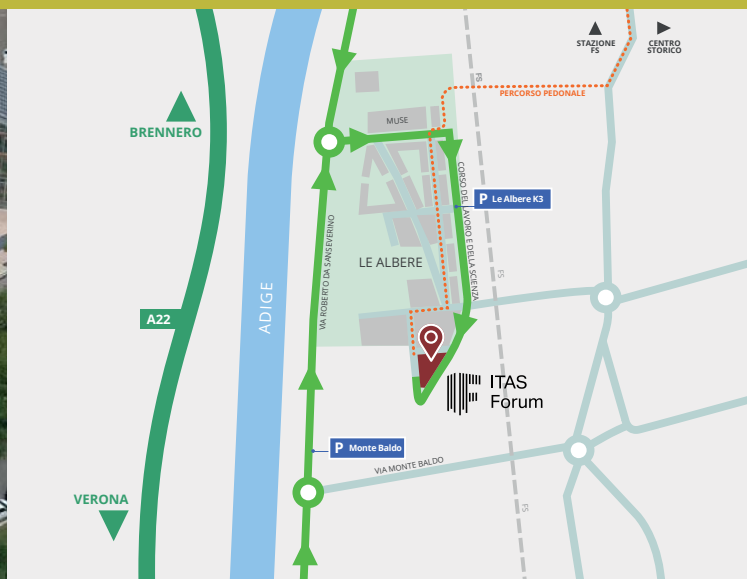 STAZIONE
FS
CENTRO
STORICO
FS
PERCORSO PEDONALE
BRENNERO
MUSE
CORSO DEL LAVORO E DELLA SCIENZA
P Le Albere K3
VIA ROBERTO DA SANSEVERINO
LE ALBERE
FS
ADIGE
A22
ITAS
Forum
P Monte Baldo
VIA MONTE BALDO
VERONA
FS